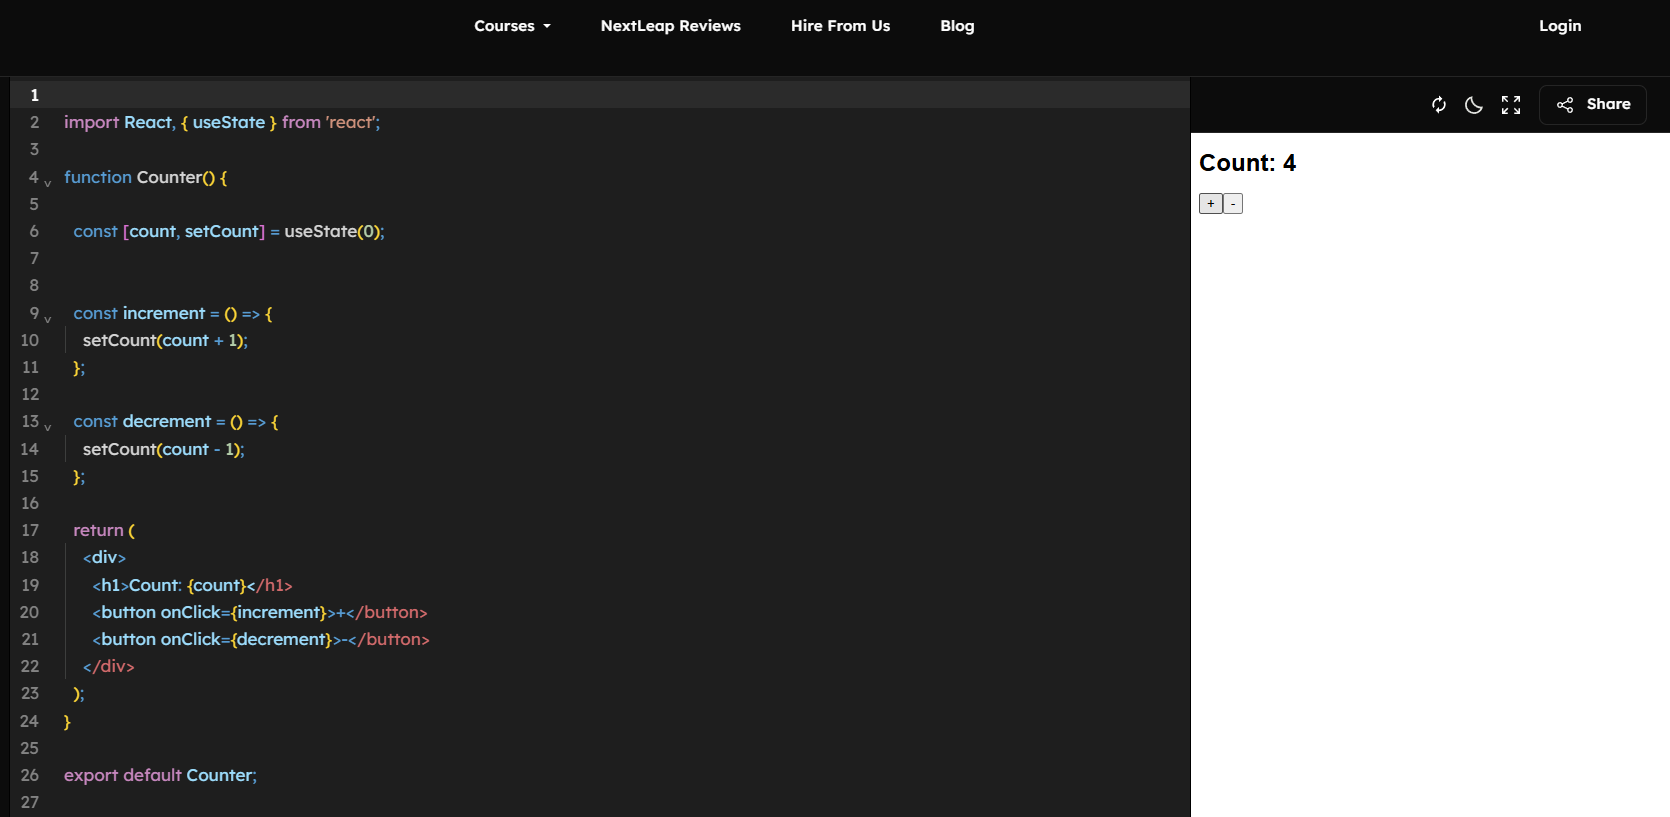 Courses NextLeap Reviews Hire From Us Blog Login
Share
1
2 import React, { useState } from 'react';
3
4 function Counter() {
5
6 const [count, setCount] = useState(0);
7
8
9 const increment = () => {
10 setCount(count + 1);
11 };
12
13 const decrement = () => {
14 setCount(count - 1);
15 };
16
17 return (
18 <div>
19 <h1>Count: {count}</h1>
20 <button onClick={increment}>+</button>
21 <button onClick={decrement}>-</button>
22 </div>
23 );
24 }
25
26 export default Counter;
27
Count: 4
+ -